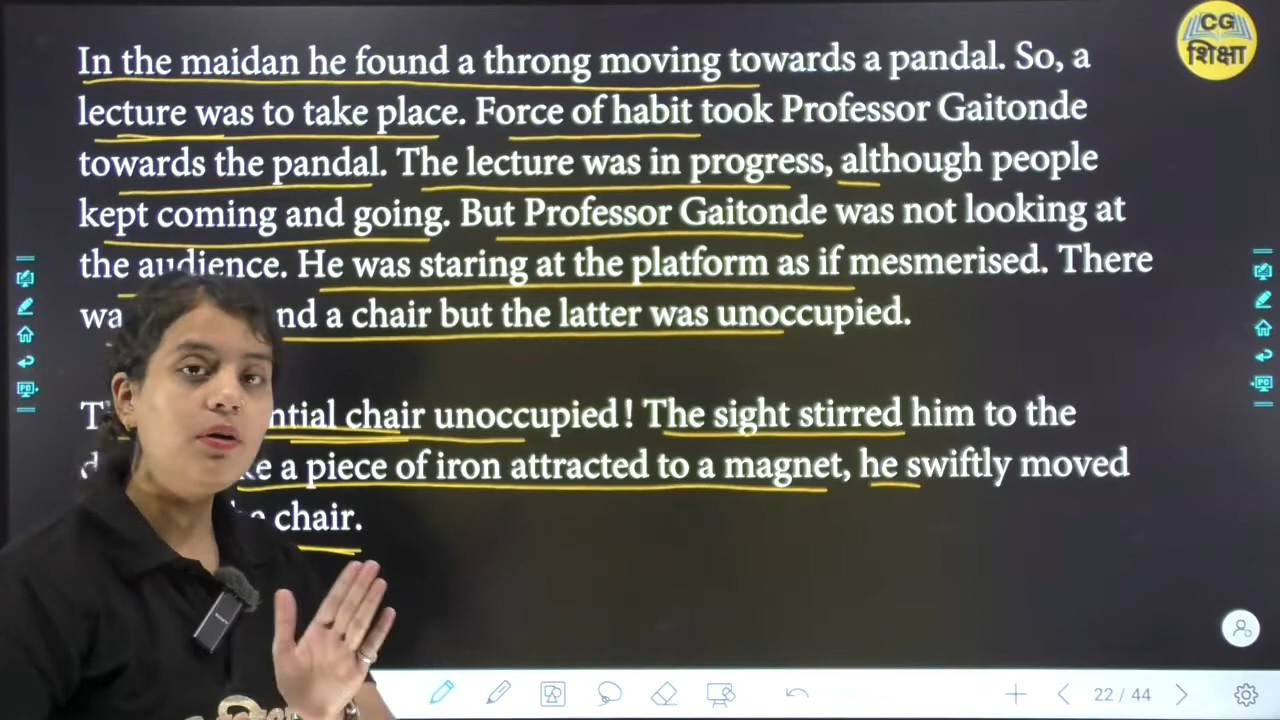 CG
शिक्षा
In the maidan he found a throng moving towards a pandal. So, a
lecture was to take place. Force of habit took Professor Gaitonde
towards the pandal. The lecture was in progress, although people
kept coming and going. But Professor Gaitonde was not looking at
the audience. He was staring at the platform as if mesmerised. There
a chair but the latter was unoccupied.
chair unoccupied! The sight stirred him to the
a piece of iron attracted to a magnet, he swiftly moved
chair.
22 / 44